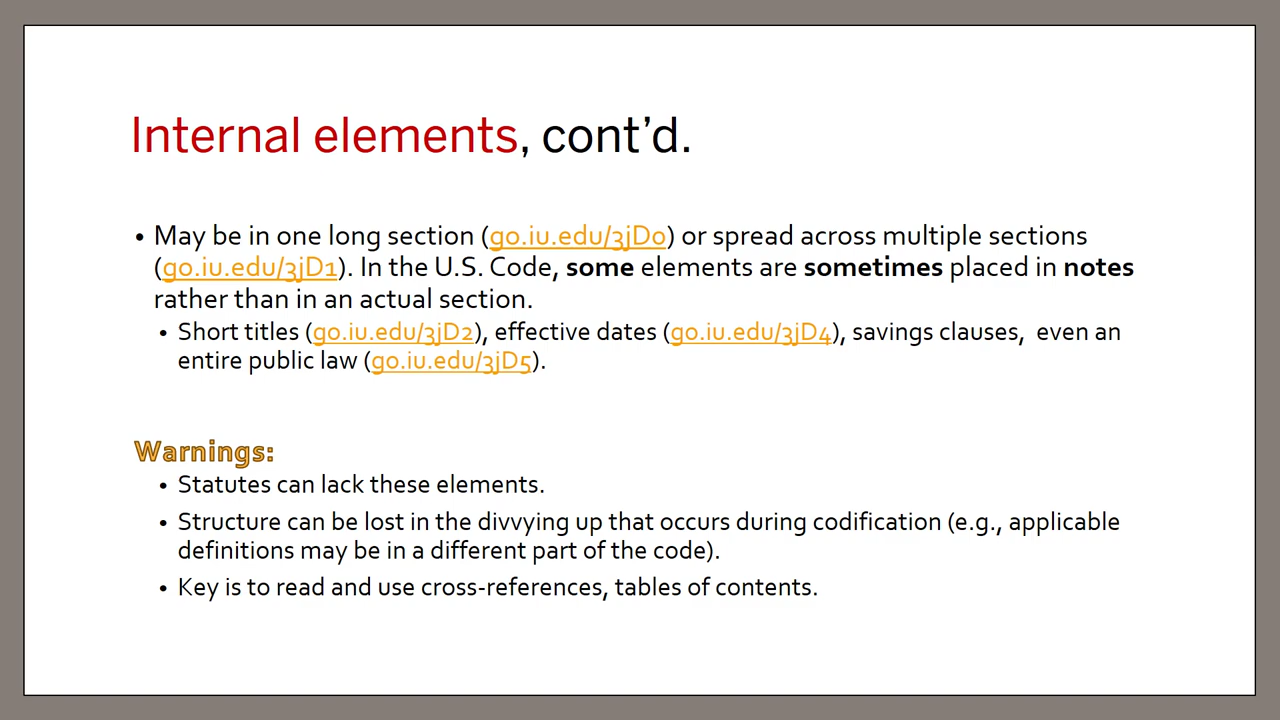 Internal elements, cont’d.
• May be in one long section (go.iu.edu/3jD0) or spread across multiple sections
(go.iu.edu/3jD1). In the U.S. Code, some elements are sometimes placed in notes
rather than in an actual section.
• Short titles (go.iu.edu/3jD2), effective dates (go.iu.edu/3jD4), savings clauses,  even an
entire public law (go.iu.edu/3jD5).
Warnings:
• Statutes can lack these elements.
• Structure can be lost in the divvying up that occurs during codification (e.g., applicable
definitions may be in a different part of the code).
• Key is to read and use cross-references, tables of contents.